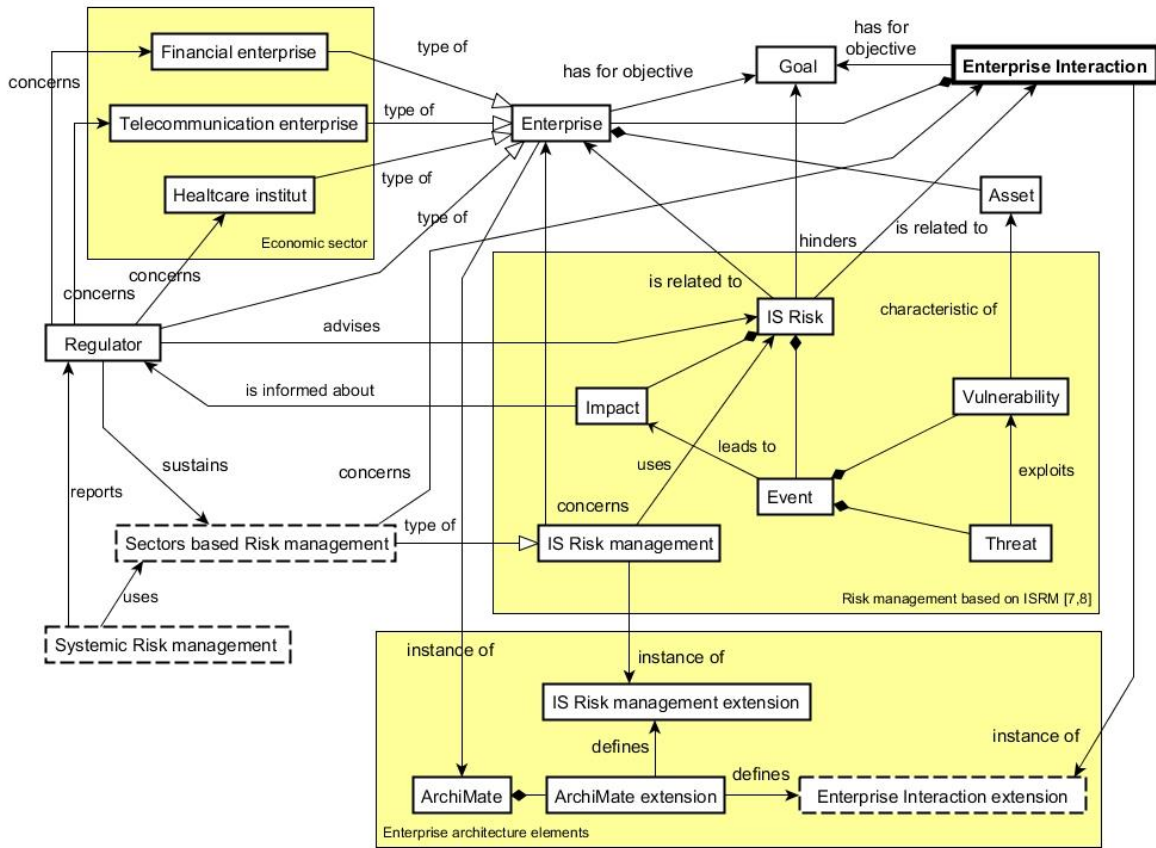 has for
objective
Financial enterprise
type of
Goal
Enterprise Interaction
concerns
has for objective
Telecommunication enterprise
type of
Enterprise
Healthcare institut
type of
Asset
type of
Economic sector
hinders
is related to
concerns
concerns
is related to
characteristic of
IS Risk
advises
Regulator
is informed about
Impact
Vulnerability
leads to
sustains
concerns
uses
exploits
reports
Event
concerns
type of
Sectors based Risk management
IS Risk management
Threat
uses
Risk management based on ISRM [7,8]
Systemic Risk management
instance of
instance of
IS Risk management extension
instance of
defines
defines
ArchiMate
ArchiMate extension
Enterprise Interaction extension
Enterprise architecture elements